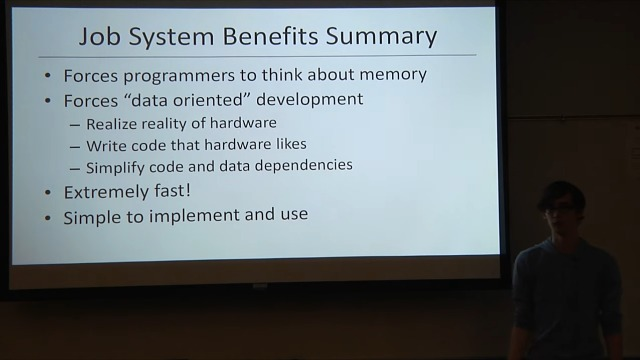 Job System Benefits Summary
• Forces programmers to think about memory
• Forces “data oriented” development
– Realize reality of hardware
– Write code that hardware likes
– Simplify code and data dependencies
• Extremely fast!
• Simple to implement and use